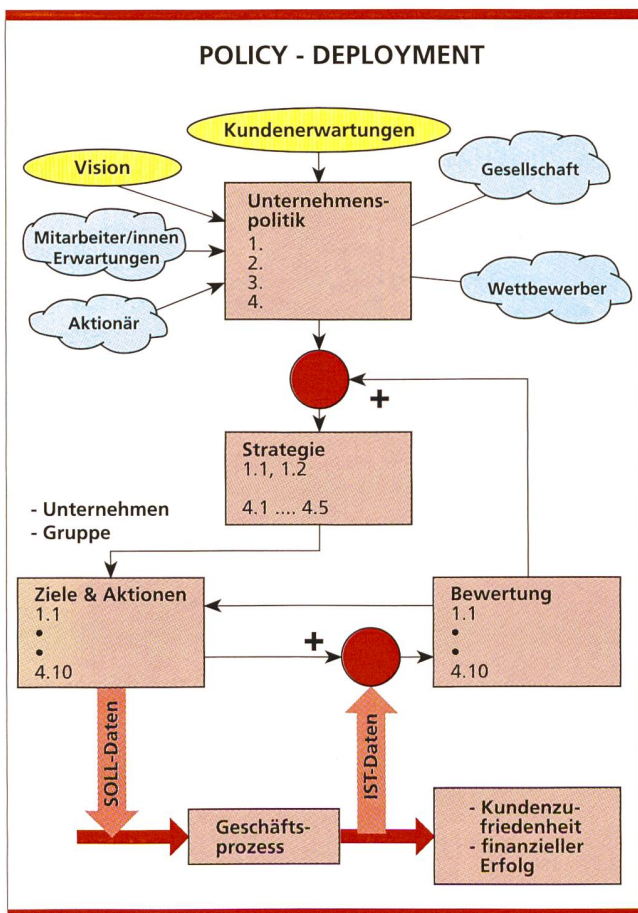 POLICY - DEPLOYMENT
Kundenerwartungen
Vision
Gesellschaft
Unternehmens-
politik
1.
2.
3.
4.
Mitarbeiter/innen
Erwartungen
Wettbewerber
Aktionär
+
Strategie
1.1, 1.2
4.1 .... 4.5
- Unternehmen
- Gruppe
Ziele & Aktionen
1.1
•
•
4.10
+
Bewertung
1.1
•
•
4.10
SOLL-Daten
IST-Daten
Geschäfts-
prozess
- Kundenzu-
friedenheit
- finanzieller
Erfolg